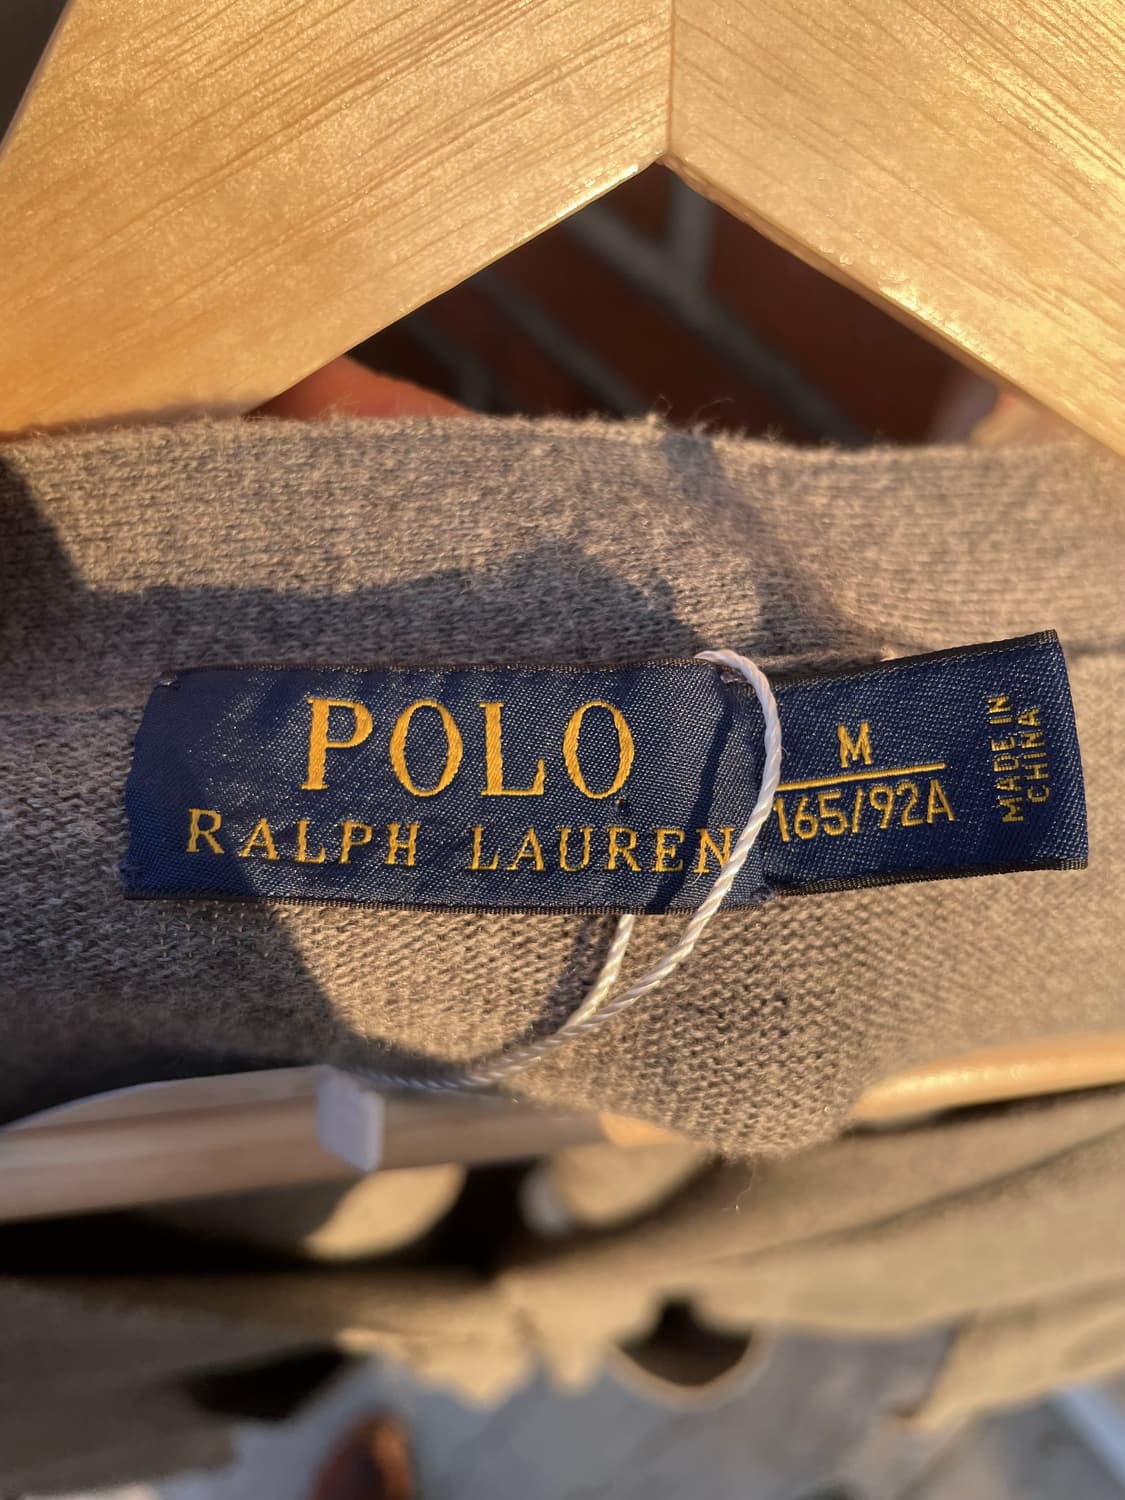 POLO
RALPH LAUREN
M
165/92A
MADE IN
CHINA